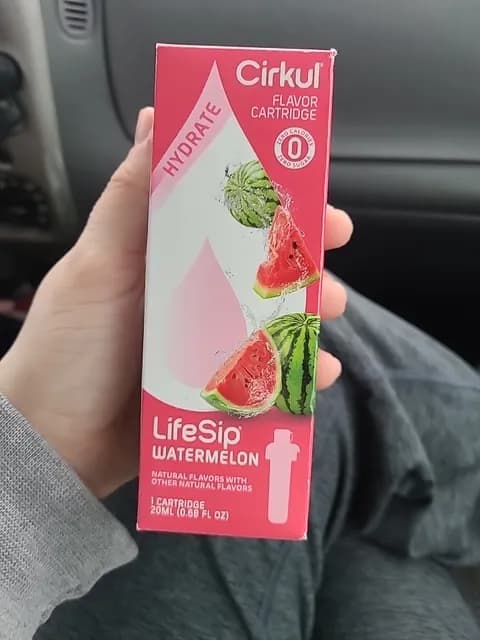 Cirkul®
FLAVOR
CARTRIDGE
HYDRATE
ZERO CALORIES
0
ZERO SUGAR
LifeSip®
WATERMELON
NATURAL FLAVORS WITH
OTHER NATURAL FLAVORS
1 CARTRIDGE
20ML (0.68 FL OZ)